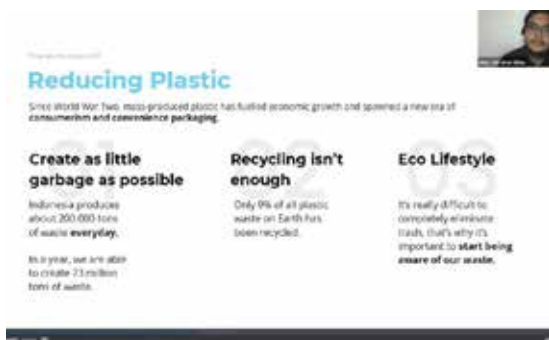 Reducing Plastic
Since World War Two, mass-produced plastic has fuelled economic growth and spawned a new era of
consumerism and convenience packaging.
01
Create as little
garbage as possible
Indonesia produces
about 200.000 tons
of waste everyday.
In a year, we are able
to create 73 million
tons of waste.
02
Recycling isn't
enough
Only 9% of all plastic
waste on Earth has
been recycled.
03
Eco Lifestyle
It's really difficult to
completely eliminate
trash, that's why it's
important to start being
aware of our waste.